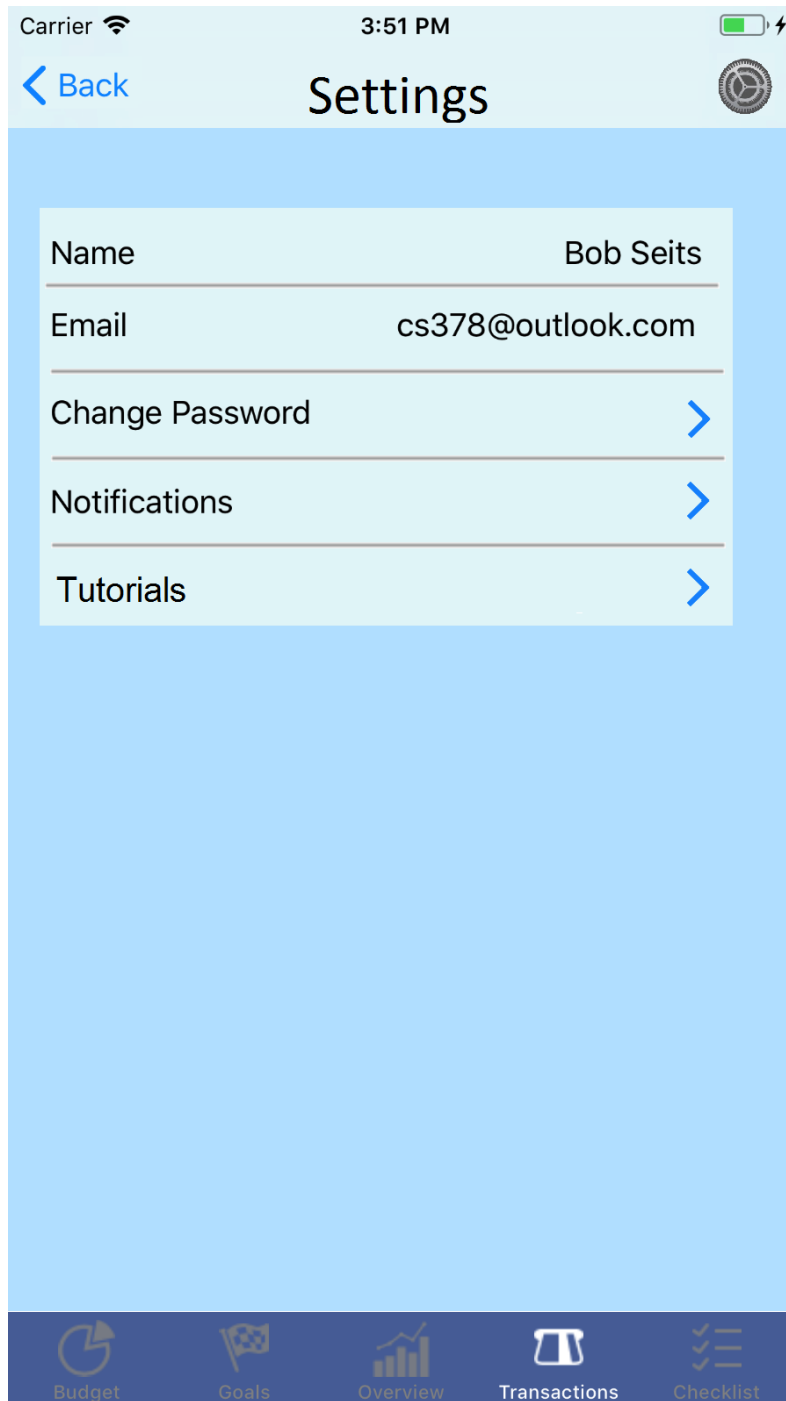 Carrier 3:51 PM
Back Settings
Name Bob Seits
Email cs378@outlook.com
Change Password
Notifications
Tutorials
Budget Goals Overview Transactions Checklist